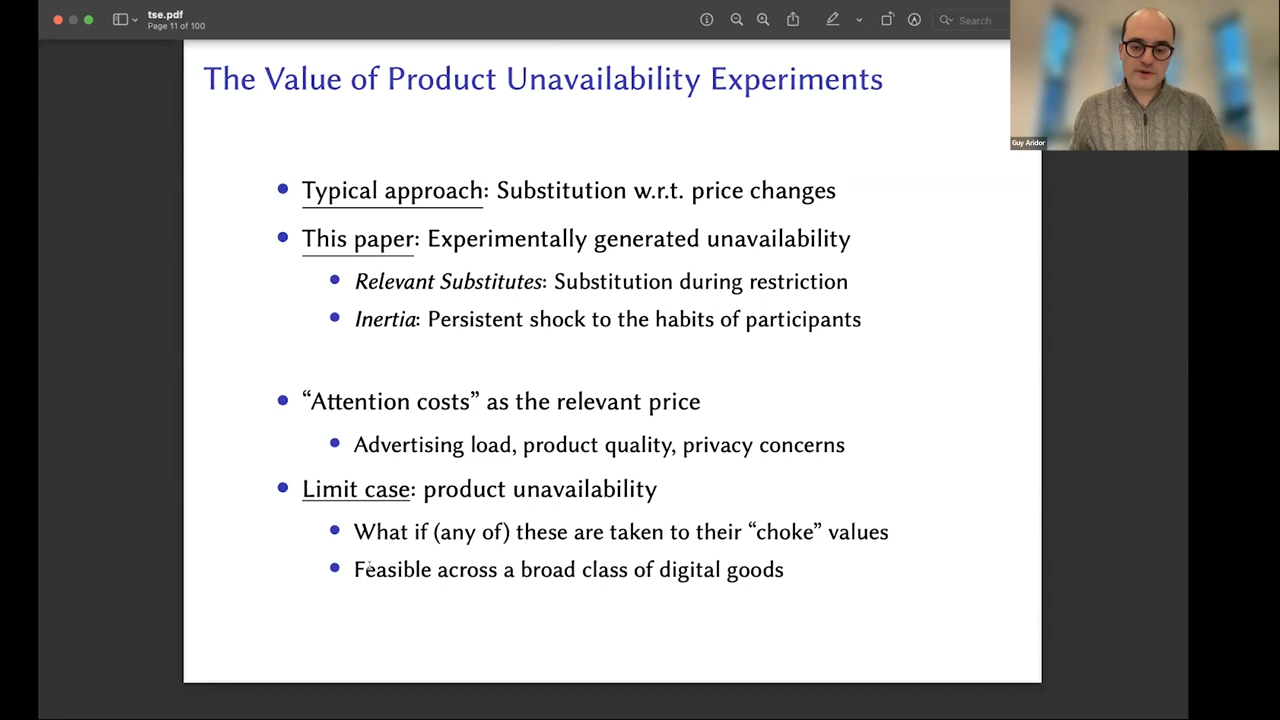 tse.pdf
Page 11 of 100
Search
Guy Aridor
The Value of Product Unavailability Experiments
Typical approach: Substitution w.r.t. price changes
This paper: Experimentally generated unavailability
Relevant Substitutes: Substitution during restriction
Inertia: Persistent shock to the habits of participants
“Attention costs” as the relevant price
Advertising load, product quality, privacy concerns
Limit case: product unavailability
What if (any of) these are taken to their “choke” values
Feasible across a broad class of digital goods